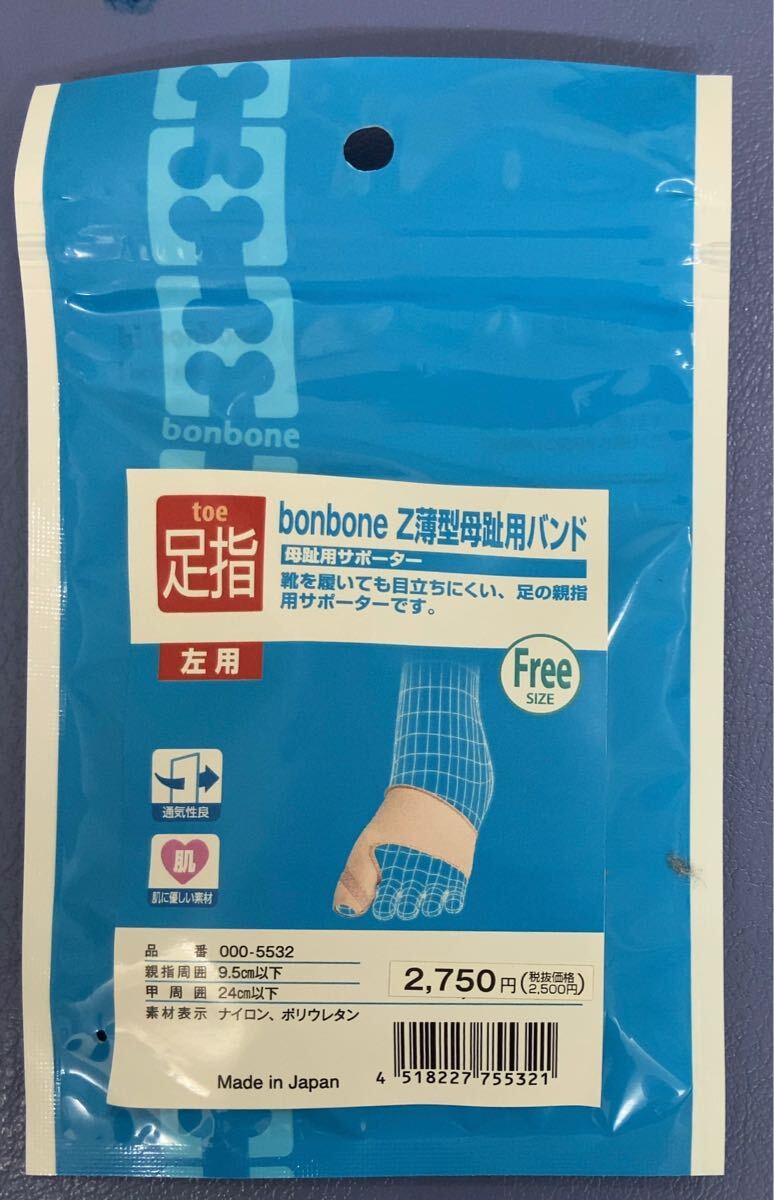 bonbone
toe
足指
bonbone Z薄型母趾用バンド
母趾用サポーター
靴を履いても目立ちにくい、足の親指
用サポーターです。
左用
Free
SIZE
通気性良
肌
肌に優しい素材
品番 000-5532
親指周囲 9.5cm以下
甲周囲 24cm以下
素材表示 ナイロン、ポリウレタン
2,750円(税抜価格 2,500円)
Made in Japan
4 518227 755321